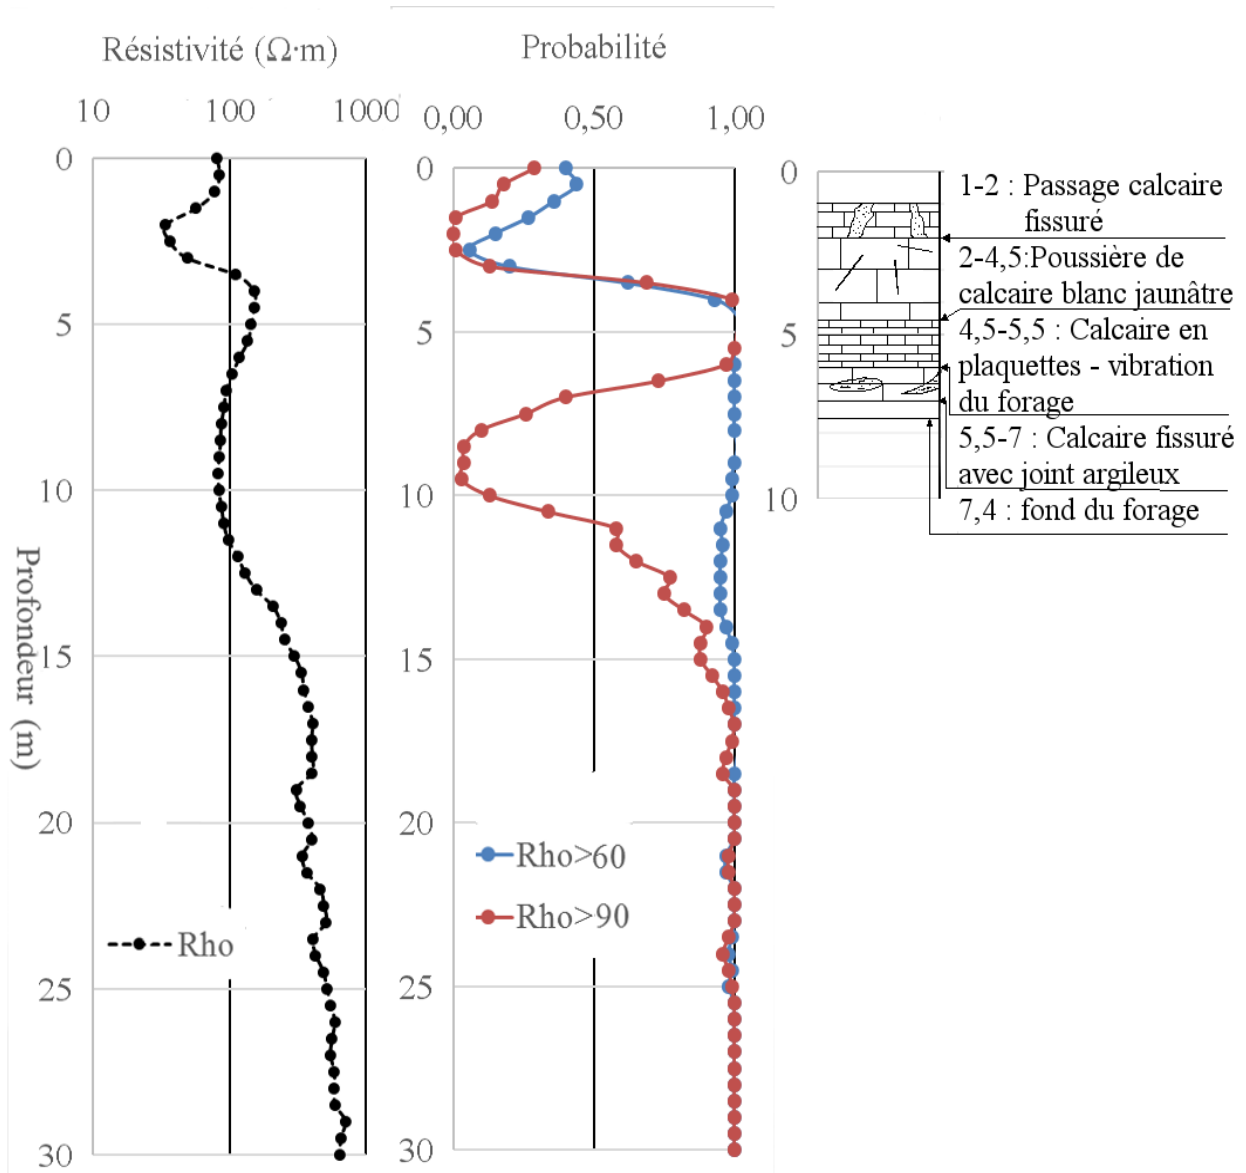 Résistivité (Ω·m)
10 100 1000
0
5
10
15
20
25
30
Profondeur (m)
Rho
Probabilité
0,00 0,50 1,00
0
5
10
15
20
25
30
Rho>60
Rho>90
0
5
10
1-2 : Passage calcaire
fissuré
2-4,5:Poussière de
calcaire blanc jaunâtre
4,5-5,5 : Calcaire en
plaquettes - vibration
du forage
5,5-7 : Calcaire fissuré
avec joint argileux
7,4 : fond du forage